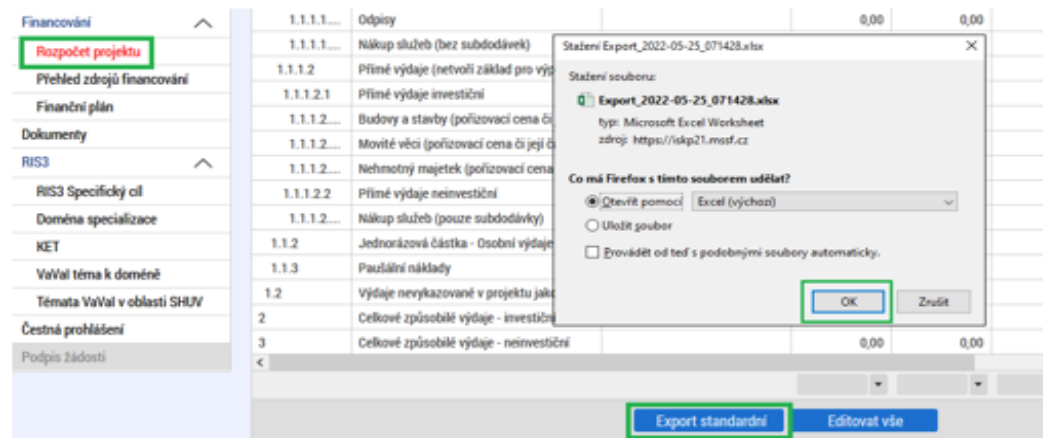 Financování
Rozpočet projektu
Přehled zdrojů financování
Finanční plán
Dokumenty
RIS3
RIS3 Specifický cíl
Doména specializace
KET
VaVaI téma k doméně
Témata VaVaI v oblasti SHUV
Čestná prohlášení
Podpis žádosti
1.1.1.1.... Odpisy 0,00 0,00
1.1.1.1.... Nákup služeb (bez subdodávek)
1.1.1.2 Přímé výdaje (netvoří základ pro výp
1.1.1.2.1 Přímé výdaje investiční
1.1.1.2.... Budovy a stavby (pořizovací cena či
1.1.1.2.... Movité věci (pořizovací cena či její č
1.1.1.2.... Nehmotný majetek (pořizovací cena
1.1.1.2.2 Přímé výdaje neinvestiční
1.1.1.2.... Nákup služeb (pouze subdodávky)
1.1.2 Jednorázová částka - Osobní výdaje
1.1.3 Paušální náklady
1.2 Výdaje nevykazované v projektu jako
2 Celkové způsobilé výdaje - investiční
3 Celkové způsobilé výdaje - neinvestiční 0,00 0,00
Stažení Export_2022-05-25_071428.xlsx
Stažení souboru:
Export_2022-05-25_071428.xlsx
typ: Microsoft Excel Worksheet
zdroj: https://iskp21.mssf.cz
Co má Firefox s tímto souborem udělat?
Otevřít pomocí Excel (výchozí)
Uložit soubor
Provádět od teď s podobnými soubory automaticky.
OK Zrušit
Export standardní Editovat vše